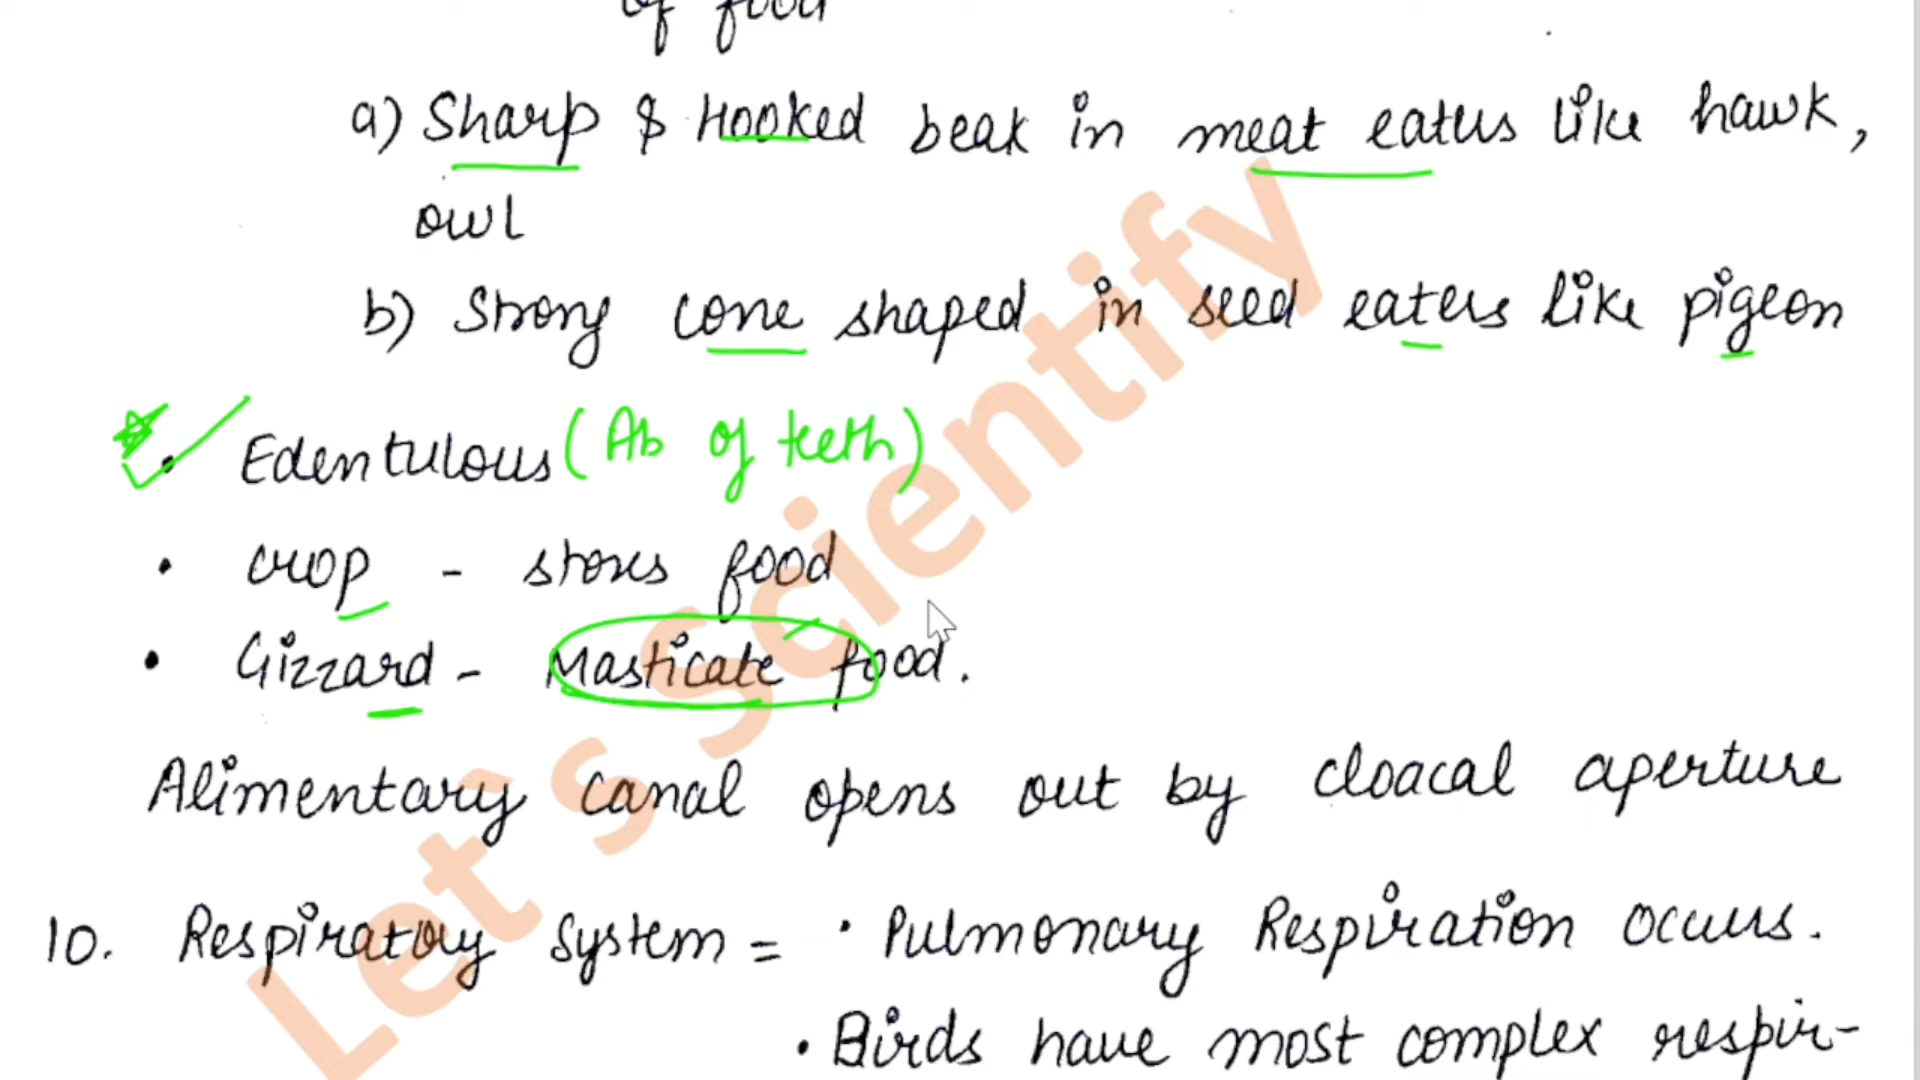 of food
a) Sharp & Hooked beak in meat eaters like hawk,
owl
b) Strong cone shaped in seed eaters like pigeon
• Edentulous (Ab of teeth)
• Crop - stores food
• Gizzard - Masticate food.
Alimentary canal opens out by cloacal aperture
10. Respiratory System = • Pulmonary Respiration occurs.
• Birds have most complex respir-
Let's Scientify